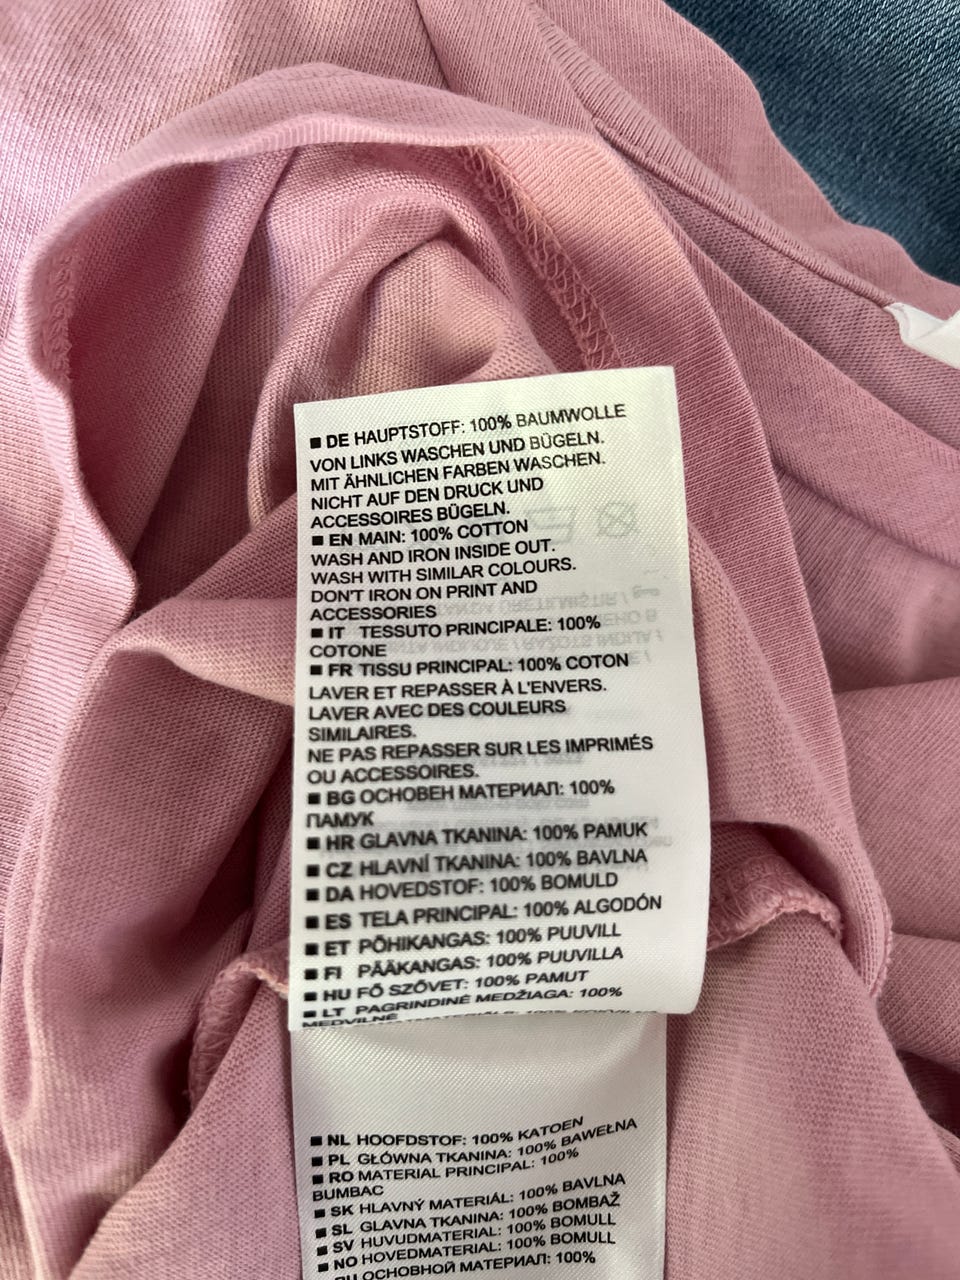 ■ DE HAUPTSTOFF: 100% BAUMWOLLE
VON LINKS WASCHEN UND BÜGELN.
MIT ÄHNLICHEN FARBEN WASCHEN.
NICHT AUF DEN DRUCK UND
ACCESSOIRES BÜGELN.
■ EN MAIN: 100% COTTON
WASH AND IRON INSIDE OUT.
WASH WITH SIMILAR COLOURS.
DON'T IRON ON PRINT AND
ACCESSORIES
■ IT TESSUTO PRINCIPALE: 100%
COTONE
■ FR TISSU PRINCIPAL: 100% COTON
LAVER ET REPASSER À L'ENVERS.
LAVER AVEC DES COULEURS
SIMILAIRES.
NE PAS REPASSER SUR LES IMPRIMÉS
OU ACCESSOIRES.
■ BG ОСНОВЕН МАТЕРИАЛ: 100%
ПАМУК
■ HR GLAVNA TKANINA: 100% PAMUK
■ CZ HLAVNÍ TKANINA: 100% BAVLNA
■ DA HOVEDSTOF: 100% BOMULD
■ ES TELA PRINCIPAL: 100% ALGODÓN
■ ET PÕHIKANGAS: 100% PUUVILL
■ FI PÄÄKANGAS: 100% PUUVILLA
■ HU FŐ SZÖVET: 100% PAMUT
■ LT PAGRINDINĖ MEDŽIAGA: 100%
MEDVILNĖ
■ NL HOOFDSTOF: 100% KATOEN
■ PL GŁÓWNA TKANINA: 100% BAWEŁNA
■ RO MATERIAL PRINCIPAL: 100%
BUMBAC
■ SK HLAVNÝ MATERIÁL: 100% BAVLNA
■ SL GLAVNA TKANINA: 100% BOMBAŽ
■ SV HUVUDMATERIAL: 100% BOMULL
■ NO HOVEDMATERIAL: 100% BOMULL
RU ОСНОВНОЙ МАТЕРИАЛ: 100%